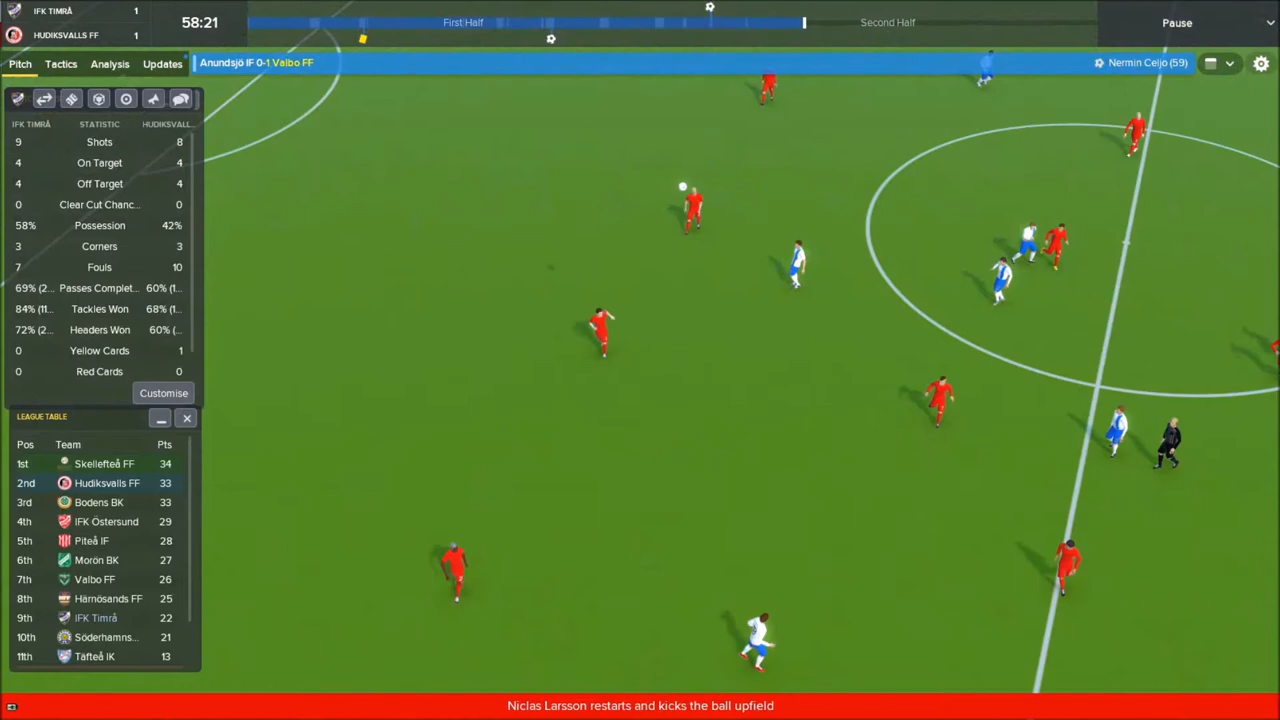 IFK TIMRÅ 1
HUDIKSVALLS FF 1
58:21
First Half
Second Half
Pause
Pitch Tactics Analysis Updates
Anundsjö IF 0-1 Valbo FF
Nermin Celjo (59)
IFK TIMRÅ STATISTIC HUDIKSVALL...
9 Shots 8
4 On Target 4
4 Off Target 4
0 Clear Cut Chanc... 0
58% Possession 42%
3 Corners 3
7 Fouls 10
69% (2... Passes Complet... 60% (1...
84% (11... Tackles Won 68% (1...
72% (2... Headers Won 60% (...
0 Yellow Cards 1
0 Red Cards 0
Customise
LEAGUE TABLE
Pos Team Pts
1st Skellefteå FF 34
2nd Hudiksvalls FF 33
3rd Bodens BK 33
4th IFK Östersund 29
5th Piteå IF 28
6th Morön BK 27
7th Valbo FF 26
8th Härnösands FF 25
9th IFK Timrå 22
10th Söderhamns... 21
11th Täfteå IK 13
Niclas Larsson restarts and kicks the ball upfield